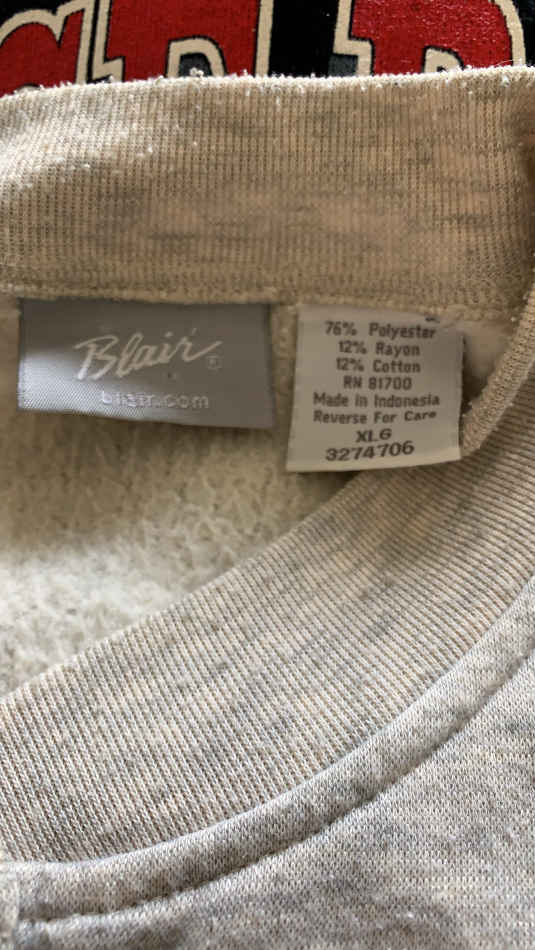 Blair®
blair.com
76% Polyester
12% Rayon
12% Cotton
RN 81700
Made in Indonesia
Reverse For Care
XLG
3274706